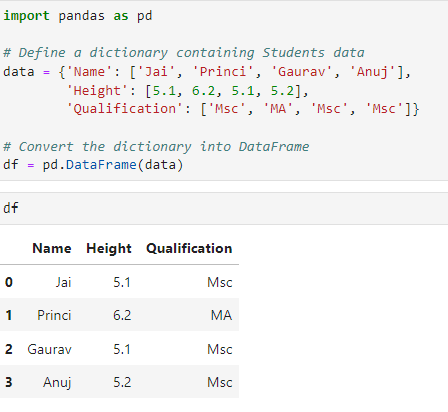 import pandas as pd
# Define a dictionary containing Students data
data = {'Name': ['Jai', 'Princi', 'Gaurav', 'Anuj'],
        'Height': [5.1, 6.2, 5.1, 5.2],
        'Qualification': ['Msc', 'MA', 'Msc', 'Msc']}
# Convert the dictionary into DataFrame
df = pd.DataFrame(data)
df
Name Height Qualification
0 Jai 5.1 Msc
1 Princi 6.2 MA
2 Gaurav 5.1 Msc
3 Anuj 5.2 Msc